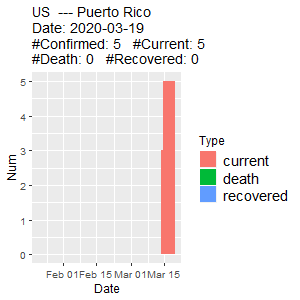 US --- Puerto Rico
Date: 2020-03-19
#Confirmed: 5 #Current: 5
#Death: 0 #Recovered: 0
5
4
3
2
1
0
Num
Feb 01 Feb 15 Mar 01 Mar 15
Date
Type
current
death
recovered